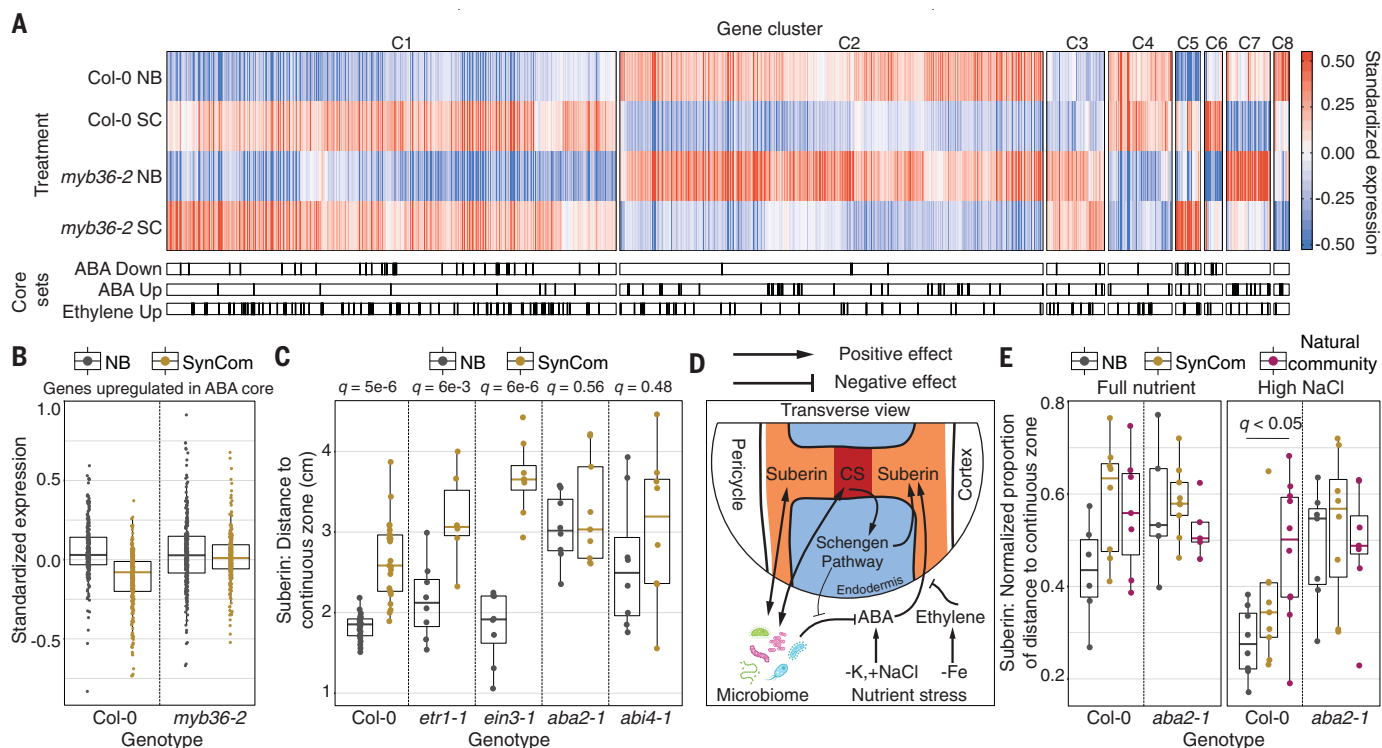 A
Gene cluster
C1 C2 C3 C4 C5 C6 C7 C8
Treatment
Col-0 NB
Col-0 SC
myb36-2 NB
myb36-2 SC
0.50
0.25
0.00
-0.25
-0.50
Standardized expression
Core sets
ABA Down
ABA Up
Ethylene Up
B
NB SynCom
Genes upregulated in ABA core
Standardized expression
1.0
0.5
0.0
-0.5
Col-0 myb36-2
Genotype
C
NB SynCom
q = 5e-6 q = 6e-3 q = 6e-6 q = 0.56 q = 0.48
Suberin: Distance to
continuous zone (cm)
4
3
2
1
Col-0 etr1-1 ein3-1 aba2-1 abi4-1
Genotype
D
Positive effect
Negative effect
Transverse view
Pericycle
Suberin CS Suberin
Cortex
Schengen
Pathway
Endodermis
ABA Ethylene
-K,+NaCl -Fe
Microbiome Nutrient stress
E
NB SynCom Natural
community
Full nutrient High NaCl
q < 0.05
Suberin: Normalized proportion
of distance to continuous zone
0.8
0.6
0.4
0.2
Col-0 aba2-1 Col-0 aba2-1
Genotype